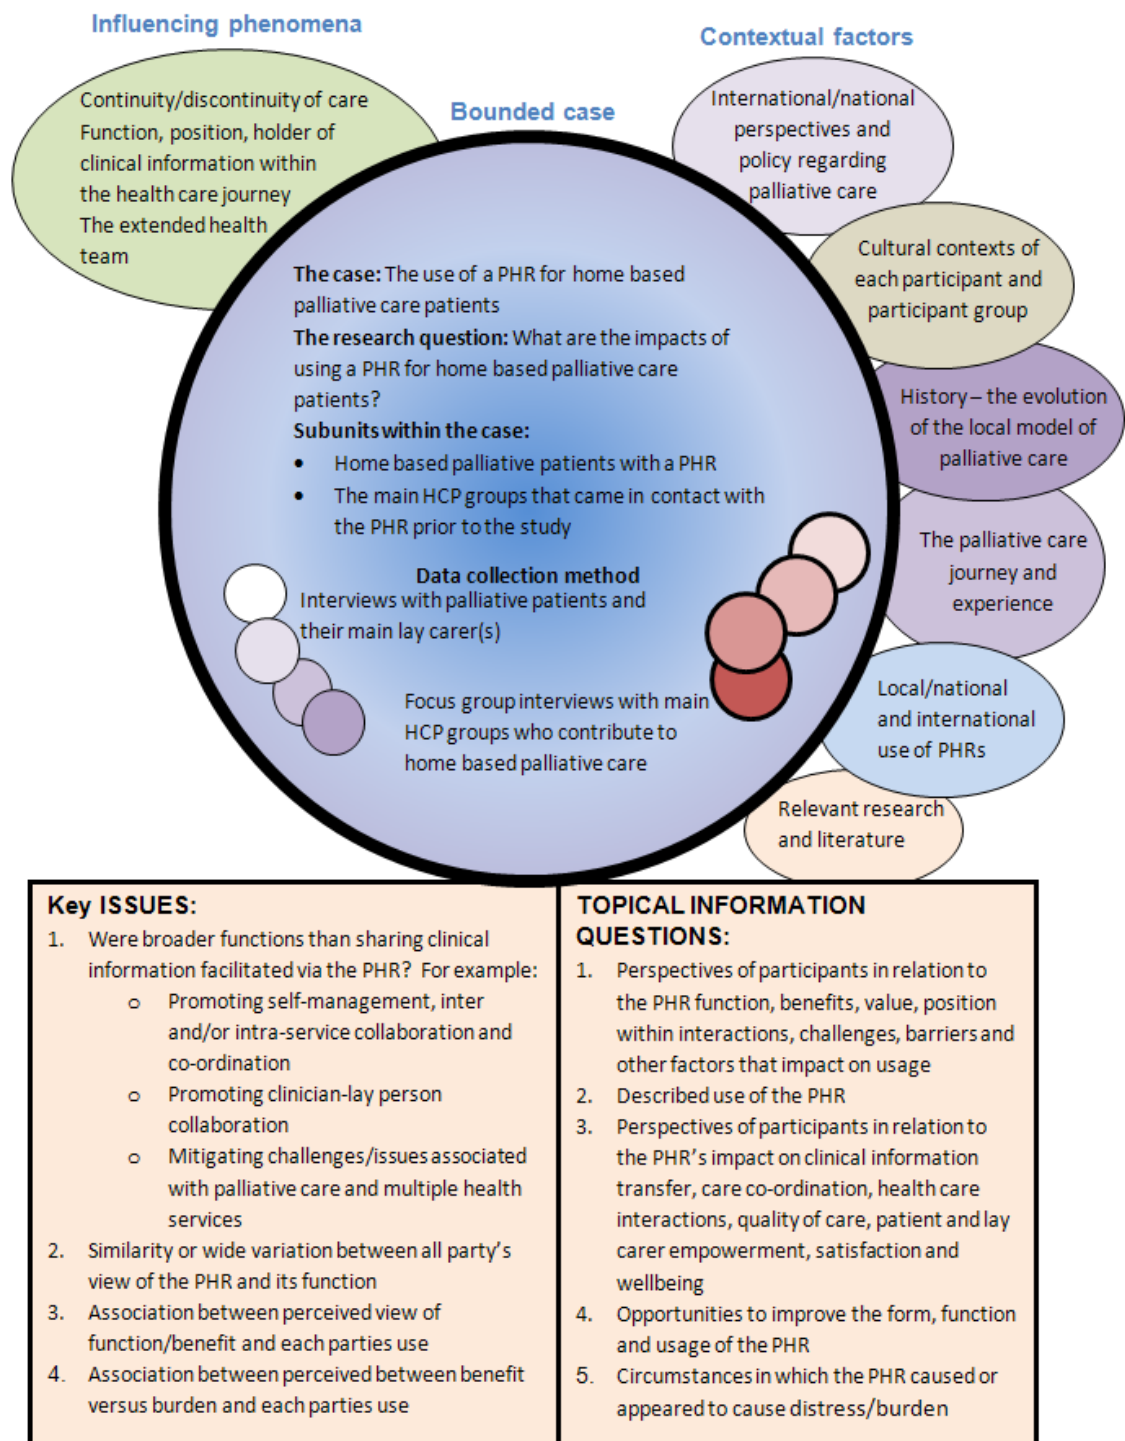 Influencing phenomena
Continuity/discontinuity of care
Function, position, holder of
clinical information within
the health care journey
The extended health
team
Bounded case
The case: The use of a PHR for home based
palliative care patients
The research question: What are the impacts of
using a PHR for home based palliative care
patients?
Subunits within the case:
• Home based palliative patients with a PHR
• The main HCP groups that came in contact with
the PHR prior to the study
Data collection method
Interviews with palliative patients and
their main lay carer(s)
Focus group interviews with main
HCP groups who contribute to
home based palliative care
Contextual factors
International/national
perspectives and
policy regarding
palliative care
Cultural contexts of
each participant and
participant group
History – the evolution
of the local model of
palliative care
The palliative care
journey and
experience
Local/national
and international
use of PHRs
Relevant research
and literature
Key ISSUES:
1. Were broader functions than sharing clinical
information facilitated via the PHR? For example:
o Promoting self-management, inter
and/or intra-service collaboration and
co-ordination
o Promoting clinician-lay person
collaboration
o Mitigating challenges/issues associated
with palliative care and multiple health
services
2. Similarity or wide variation between all party's
view of the PHR and its function
3. Association between perceived view of
function/benefit and each parties use
4. Association between perceived between benefit
versus burden and each parties use
TOPICAL INFORMATION
QUESTIONS:
1. Perspectives of participants in relation to
the PHR function, benefits, value, position
within interactions, challenges, barriers and
other factors that impact on usage
2. Described use of the PHR
3. Perspectives of participants in relation to
the PHR's impact on clinical information
transfer, care co-ordination, health care
interactions, quality of care, patient and lay
carer empowerment, satisfaction and
wellbeing
4. Opportunities to improve the form, function
and usage of the PHR
5. Circumstances in which the PHR caused or
appeared to cause distress/burden